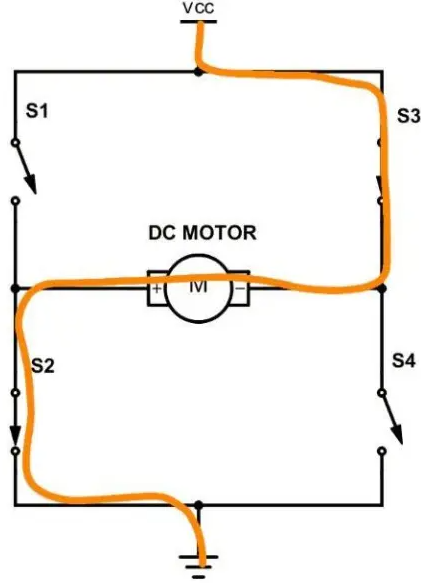 VCC
S1
S3
DC MOTOR
+ M −
S2
S4